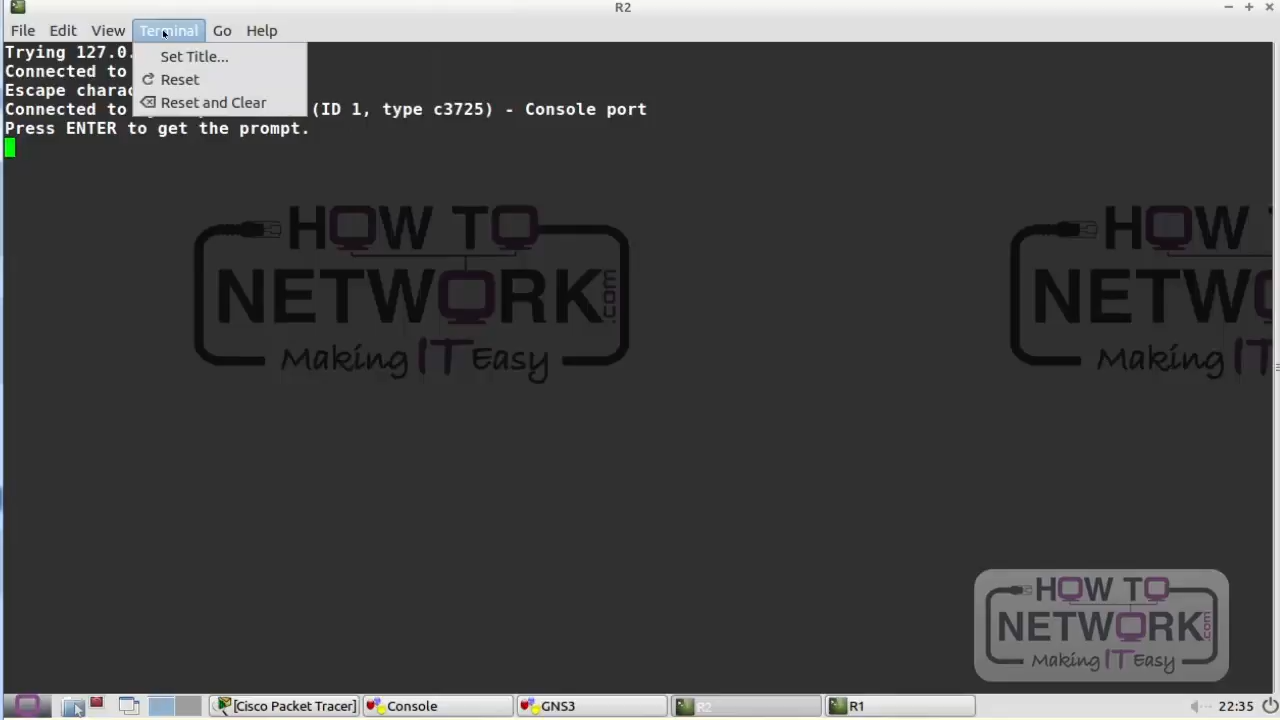 R2
File Edit View Terminal Go Help
Trying 127.0.
Set Title...
Connected to
Reset
Escape charac
Reset and Clear
Connected to (ID 1, type c3725) - Console port
Press ENTER to get the prompt.
HOW TO
NETWORK.com
Making IT Easy
HOW T
NETW
Making IT
HOW TO
NETWORK.com
Making IT Easy
[Cisco Packet Tracer] Console GNS3 R2 R1 22:35